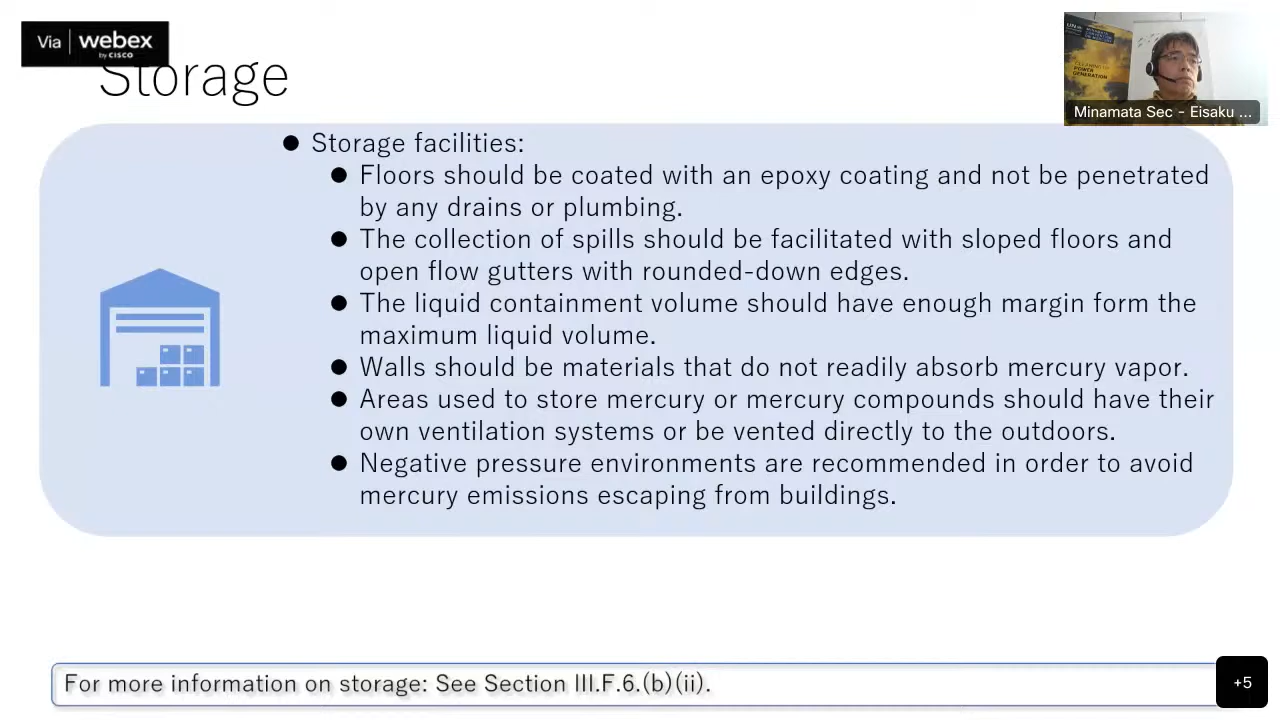 Via webex
by CISCO
Storage
CLEANING UP
POWER
GENERATION
Minamata Sec - Eisaku ...
● Storage facilities:
● Floors should be coated with an epoxy coating and not be penetrated
by any drains or plumbing.
● The collection of spills should be facilitated with sloped floors and
open flow gutters with rounded-down edges.
● The liquid containment volume should have enough margin form the
maximum liquid volume.
● Walls should be materials that do not readily absorb mercury vapor.
● Areas used to store mercury or mercury compounds should have their
own ventilation systems or be vented directly to the outdoors.
● Negative pressure environments are recommended in order to avoid
mercury emissions escaping from buildings.
For more information on storage: See Section III.F.6.(b)(ii).
+5